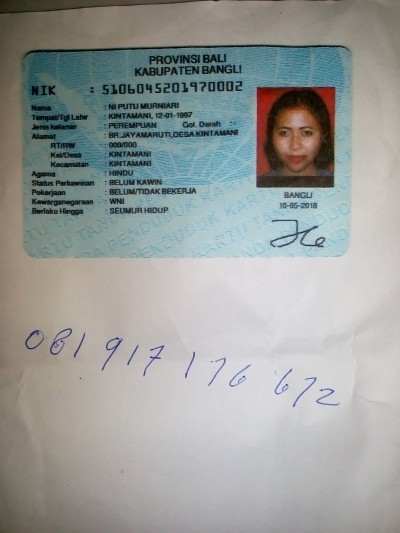 PROVINSI BALI
KABUPATEN BANGLI
NIK : 5106045201970002
Nama : NI PUTU MURNIARI
Tempat/Tgl Lahir : KINTAMANI, 12-01-1997
Jenis kelamin : PEREMPUAN Gol. Darah :-
Alamat : BR.JAYAMARUTI,DESA KINTAMANI
RT/RW : 000/000
Kel/Desa : KINTAMANI
Kecamatan : KINTAMANI
Agama : HINDU
Status Perkawinan : BELUM KAWIN
Pekerjaan : BELUM/TIDAK BEKERJA
Kewarganegaraan : WNI
Berlaku Hingga : SEUMUR HIDUP
BANGLI
10-05-2018
081 917 176 672